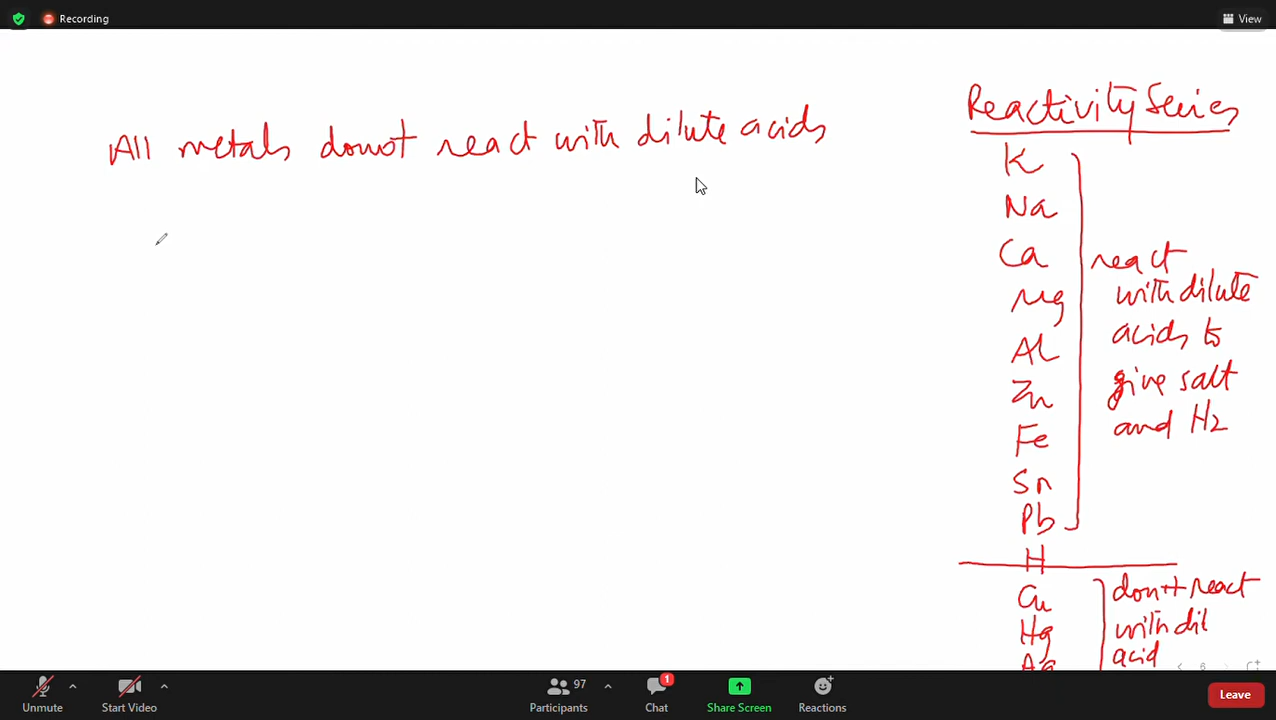 Recording
View
All metals donot react with dilute acids
Reactivity Series
K
Na
Ca
Mg
Al
Zn
Fe
Sn
Pb
react
with dilute
acids to
give salt
and H2
H
Cu
Hg
Ag
don't react
with dil
acid
6
Unmute
Start Video
97
Participants
1
Chat
Share Screen
Reactions
Leave